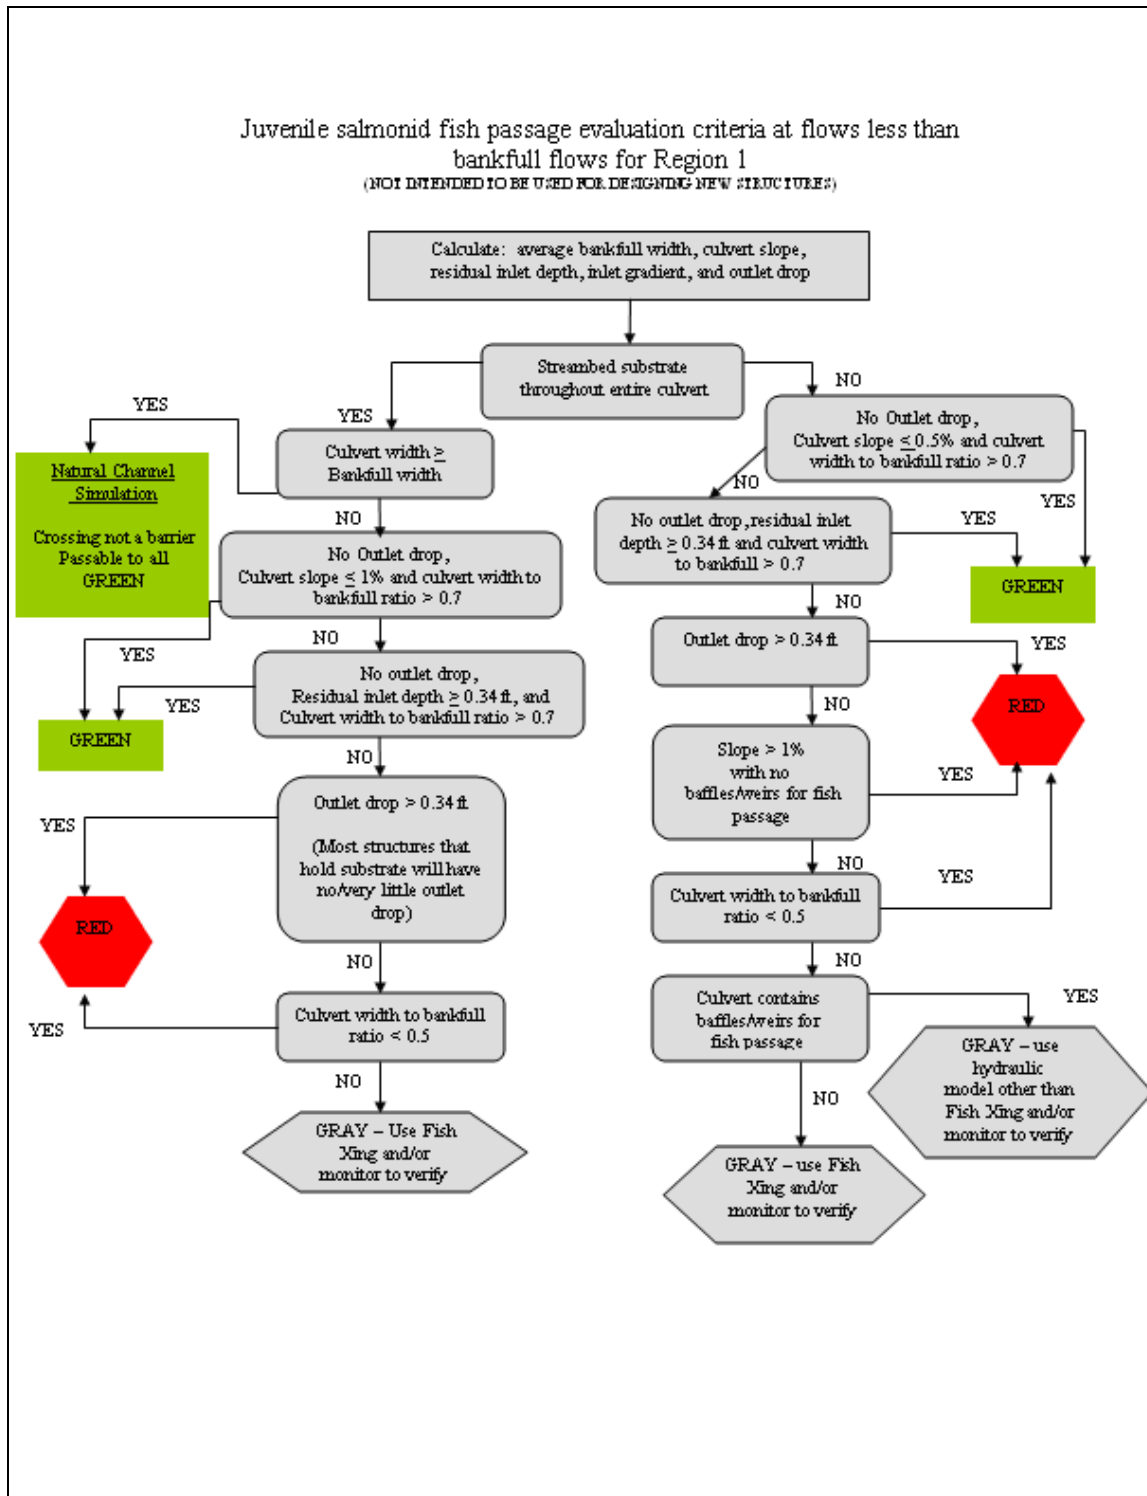 Juvenile salmonid fish passage evaluation criteria at flows less than
bankfull flows for Region 1
(NOT INTENDED TO BE USED FOR DESIGNING NEW STRUCTURES)
Calculate: average bankfull width, culvert slope,
residual inlet depth, inlet gradient, and outlet drop
Streambed substrate
throughout entire culvert
NO
YES
YES
No Outlet drop,
Culvert slope ≤ 0.5% and culvert
width to bankfull ratio > 0.7
Culvert width ≥
Bankfull width
Natural Channel
Simulation
Crossing not a barrier
Passable to all
GREEN
NO
YES
NO
No outlet drop, residual inlet
depth ≥ 0.34 ft and culvert width
to bankfull > 0.7
YES
No Outlet drop,
Culvert slope ≤ 1% and culvert width to
bankfull ratio > 0.7
GREEN
NO
NO
YES
Outlet drop > 0.34 ft
YES
No outlet drop,
Residual inlet depth ≥ 0.34 ft, and
Culvert width to bankfull ratio > 0.7
YES
RED
GREEN
NO
NO
Slope > 1%
with no
baffles/weirs for fish
passage
YES
Outlet drop > 0.34 ft
(Most structures that
hold substrate will have
no/very little outlet
drop)
YES
NO
YES
Culvert width to bankfull
ratio < 0.5
RED
NO
NO
Culvert contains
baffles/weirs for
fish passage
YES
Culvert width to bankfull
ratio < 0.5
YES
GRAY – use
hydraulic
model other than
Fish Xing and/or
monitor to verify
NO
NO
GRAY – Use Fish
Xing and/or
monitor to verify
GRAY – use Fish
Xing and/or
monitor to verify